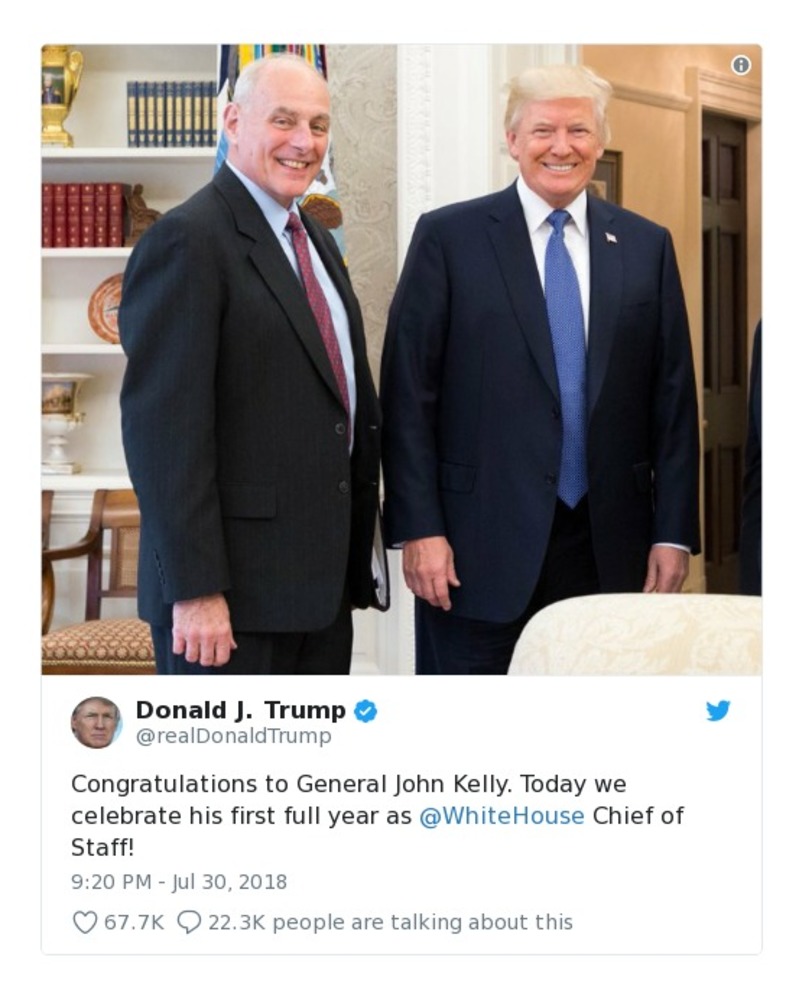 Donald J. Trump
@realDonaldTrump
Congratulations to General John Kelly. Today we
celebrate his first full year as @WhiteHouse Chief of
Staff!
9:20 PM - Jul 30, 2018
67.7K 22.3K people are talking about this